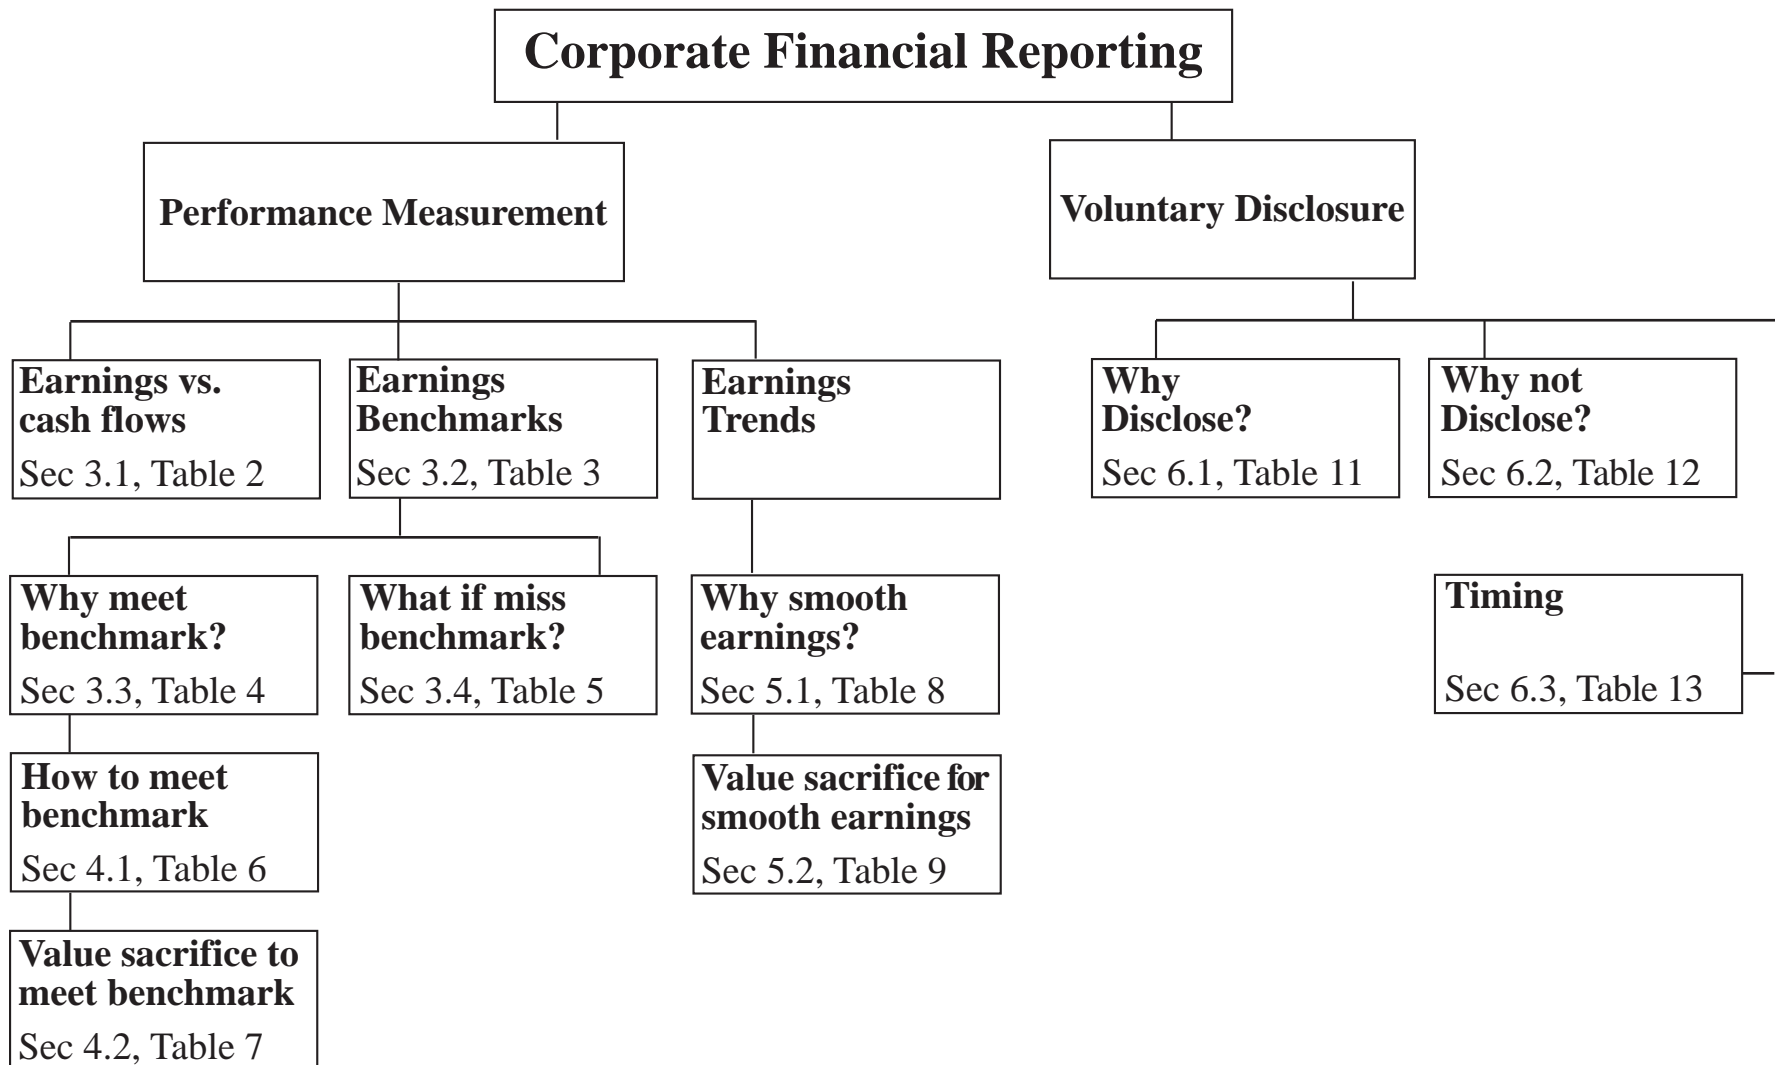 Corporate Financial Reporting
Performance Measurement
Voluntary Disclosure
Earnings vs.
cash flows
Sec 3.1, Table 2
Earnings
Benchmarks
Sec 3.2, Table 3
Earnings
Trends
Why
Disclose?
Sec 6.1, Table 11
Why not
Disclose?
Sec 6.2, Table 12
Why meet
benchmark?
Sec 3.3, Table 4
What if miss
benchmark?
Sec 3.4, Table 5
Why smooth
earnings?
Sec 5.1, Table 8
Timing
Sec 6.3, Table 13
How to meet
benchmark
Sec 4.1, Table 6
Value sacrifice for
smooth earnings
Sec 5.2, Table 9
Value sacrifice to
meet benchmark
Sec 4.2, Table 7